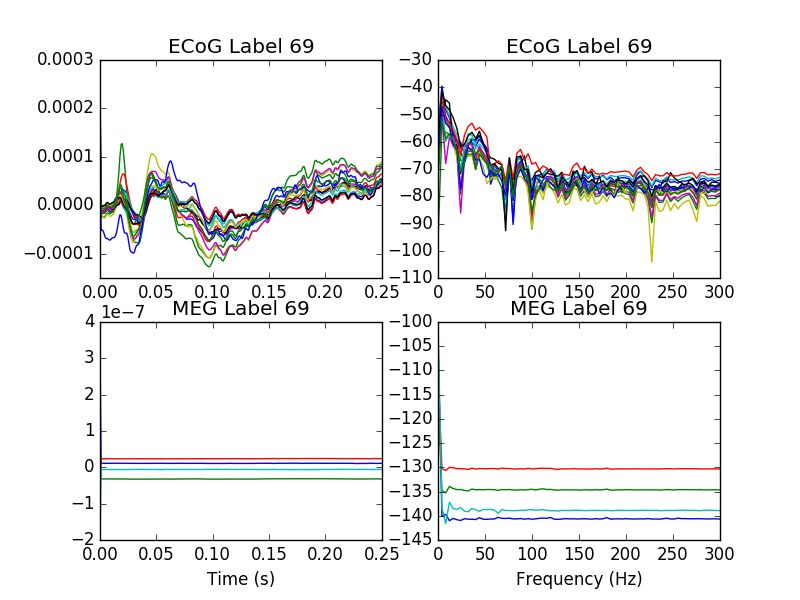 ECoG Label 69
0.0003
0.0002
0.0001
0.0000
−0.0001
0.00 0.05 0.10 0.15 0.20 0.25
ECoG Label 69
−30
−40
−50
−60
−70
−80
−90
−100
−110
0 50 100 150 200 250 300
MEG Label 69
1e−7
4
3
2
1
0
−1
−2
0.00 0.05 0.10 0.15 0.20 0.25
Time (s)
MEG Label 69
−100
−105
−110
−115
−120
−125
−130
−135
−140
−145
0 50 100 150 200 250 300
Frequency (Hz)